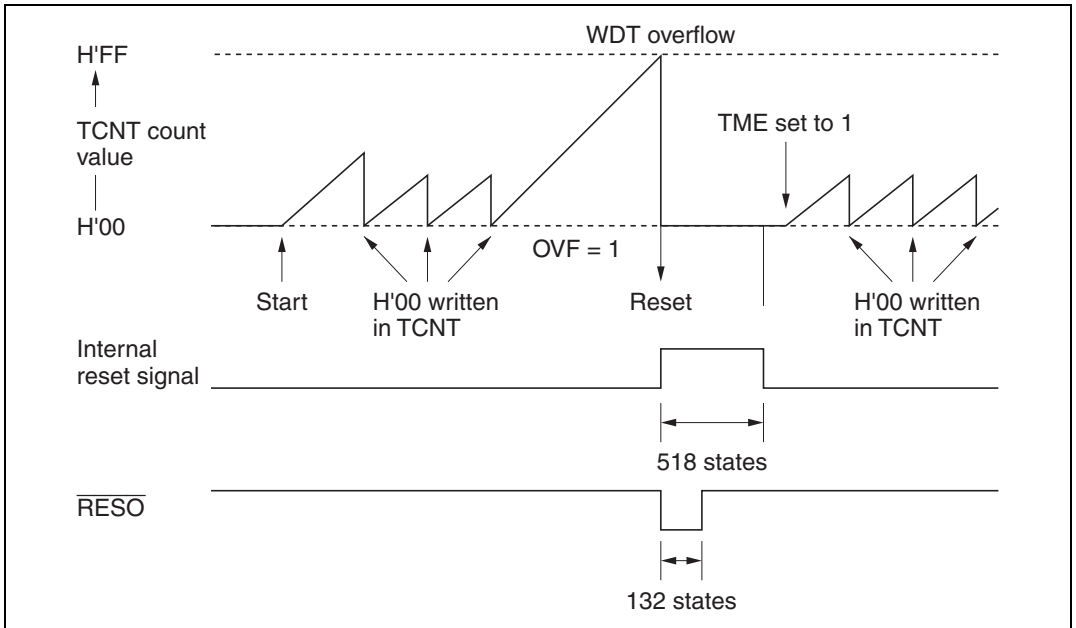 WDT overflow
H'FF
TCNT count
value
TME set to 1
H'00
OVF = 1
Start
H'00 written
in TCNT
Reset
H'00 written
in TCNT
Internal
reset signal
518 states
RESO
132 states